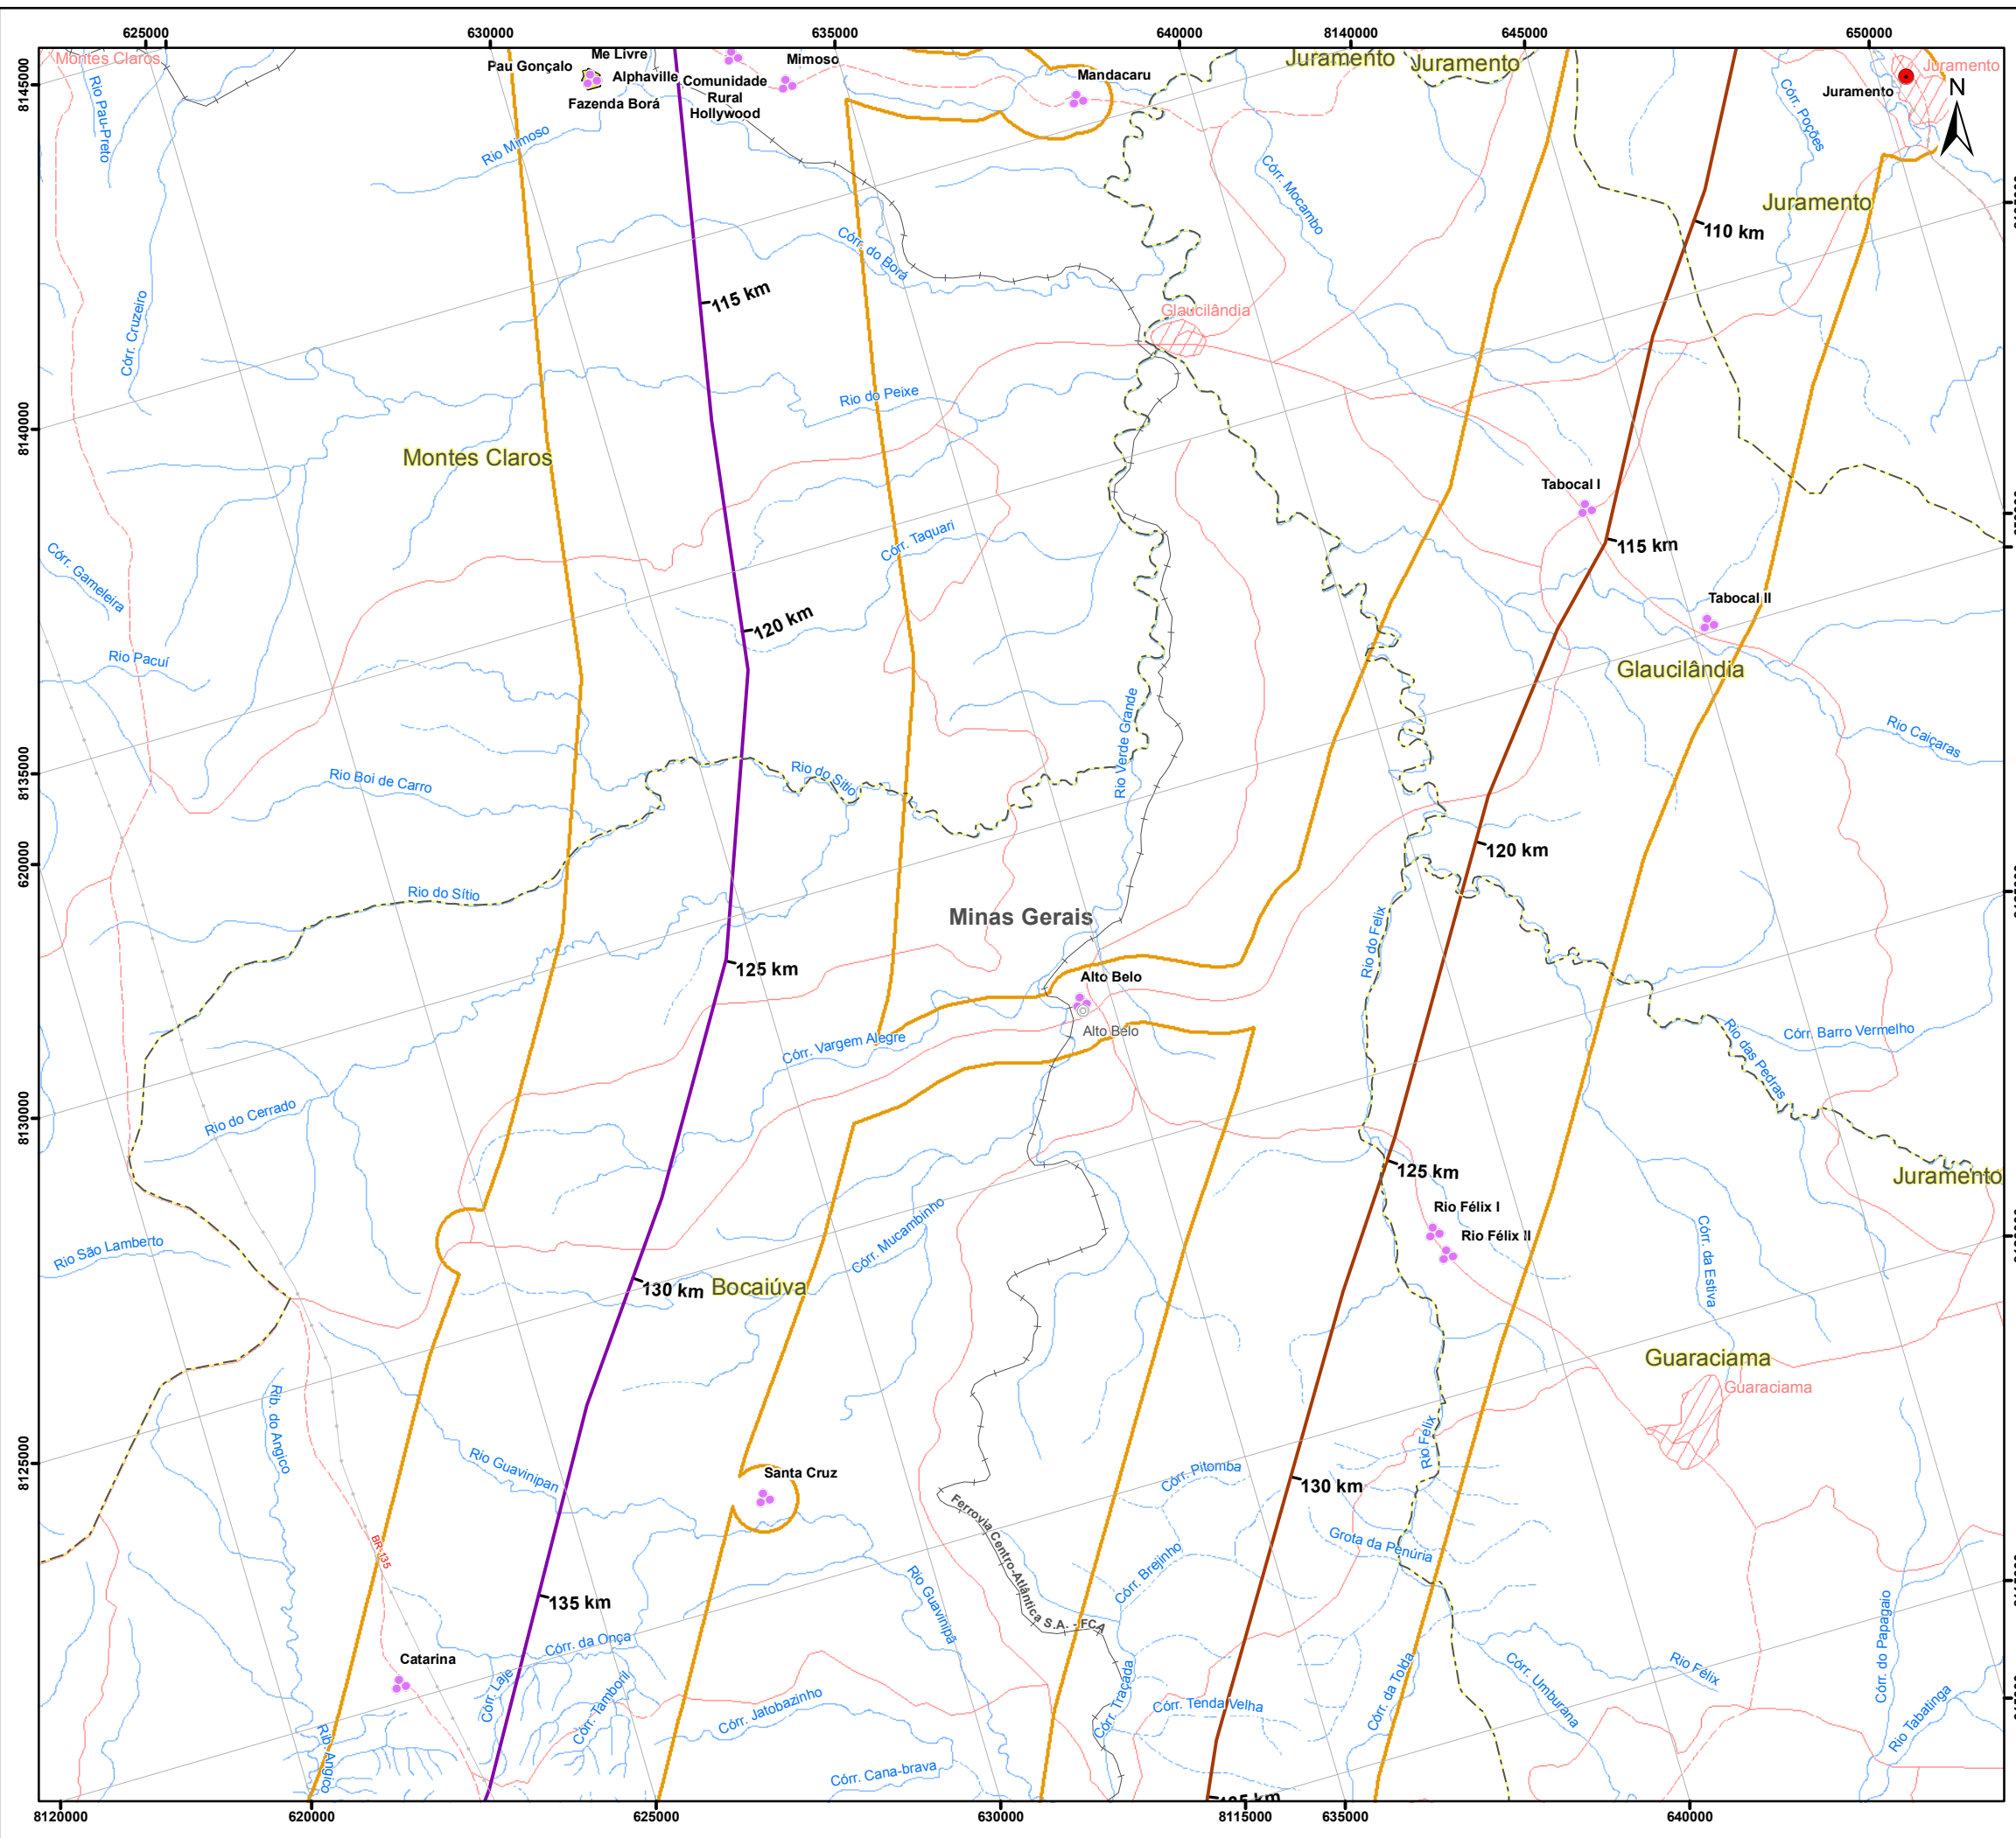 625000
630000
635000
640000
8140000
645000
650000
Montes Claros
Pau Gonçalo
Me Livre
Alphaville
Fazenda Borá
Comunidade
Rural
Hollywood
Mimoso
Mandacaru
Juramento
Juramento
Juramento
Juramento
N
8145000
Rio Pau-Preto
Rio Mimoso
Córr. Mocambo
Córr. Poções
Juramento
110 km
Córr. do Borá
115 km
Córr. Cruzeiro
Glaucilândia
Rio do Peixe
8140000
Montes Claros
Tabocal I
Córr. Taquari
115 km
Córr. Gameleira
Tabocal II
120 km
Rio Pacuí
Glaucilândia
Rio Verde Grande
Rio Caiçaras
8135000
Rio Boi de Carro
Rio do Sítio
120 km
620000
Rio do Sítio
Minas Gerais
Rio do Felix
125 km
Alto Belo
Alto Belo
Córr. Vargem Alegre
Córr. Barro Vermelho
Rio das Pedras
8130000
Rio do Cerrado
125 km
Juramento
Rio Félix I
Rio Félix II
Córr. Mucambinho
Rio São Lamberto
Córr. da Estiva
130 km
Bocaiúva
Guaraciama
Guaraciama
Rib. do Angico
Rio Felix
8125000
Rio Guavinipan
Santa Cruz
Córr. Pitomba
130 km
Ferrovia Centro-Atlântica S.A. - FCA
BR-135
Grota da Penúria
Córr. Brejinho
Rio Guavinipã
135 km
Córr. do Papagaio
Córr. da Onça
Catarina
Córr. Laje
Córr. Tamboril
Córr. Jatobazinho
Córr. Traçada
Córr. Tenda Velha
Córr. da Tolda
Córr. Umburana
Rio Félix
Rio Tabatinga
Rib. Angico
Córr. Cana-brava
8120000
620000
625000
630000
8115000
635000
640000